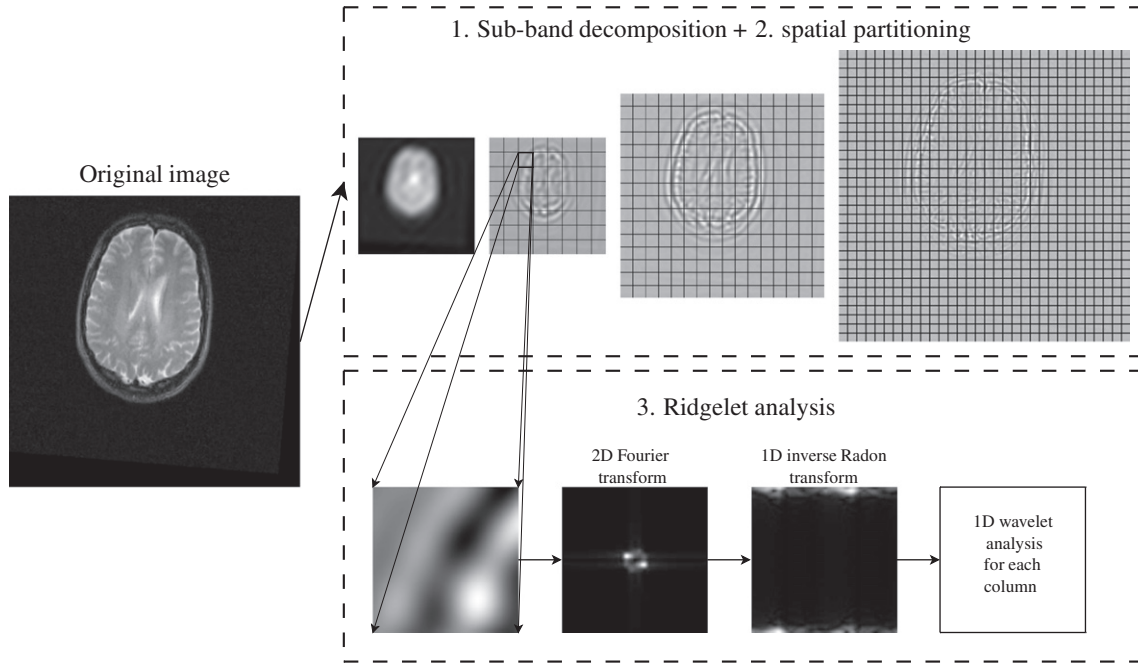 1. Sub-band decomposition + 2. spatial partitioning
Original image
3. Ridgelet analysis
2D Fourier
transform
1D inverse Radon
transform
1D wavelet
analysis
for each
column